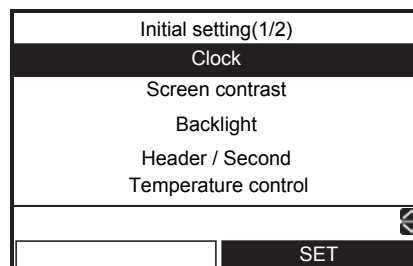 Initial setting(1/2)
Clock
Screen contrast
Backlight
Header / Second
Temperature control
SET